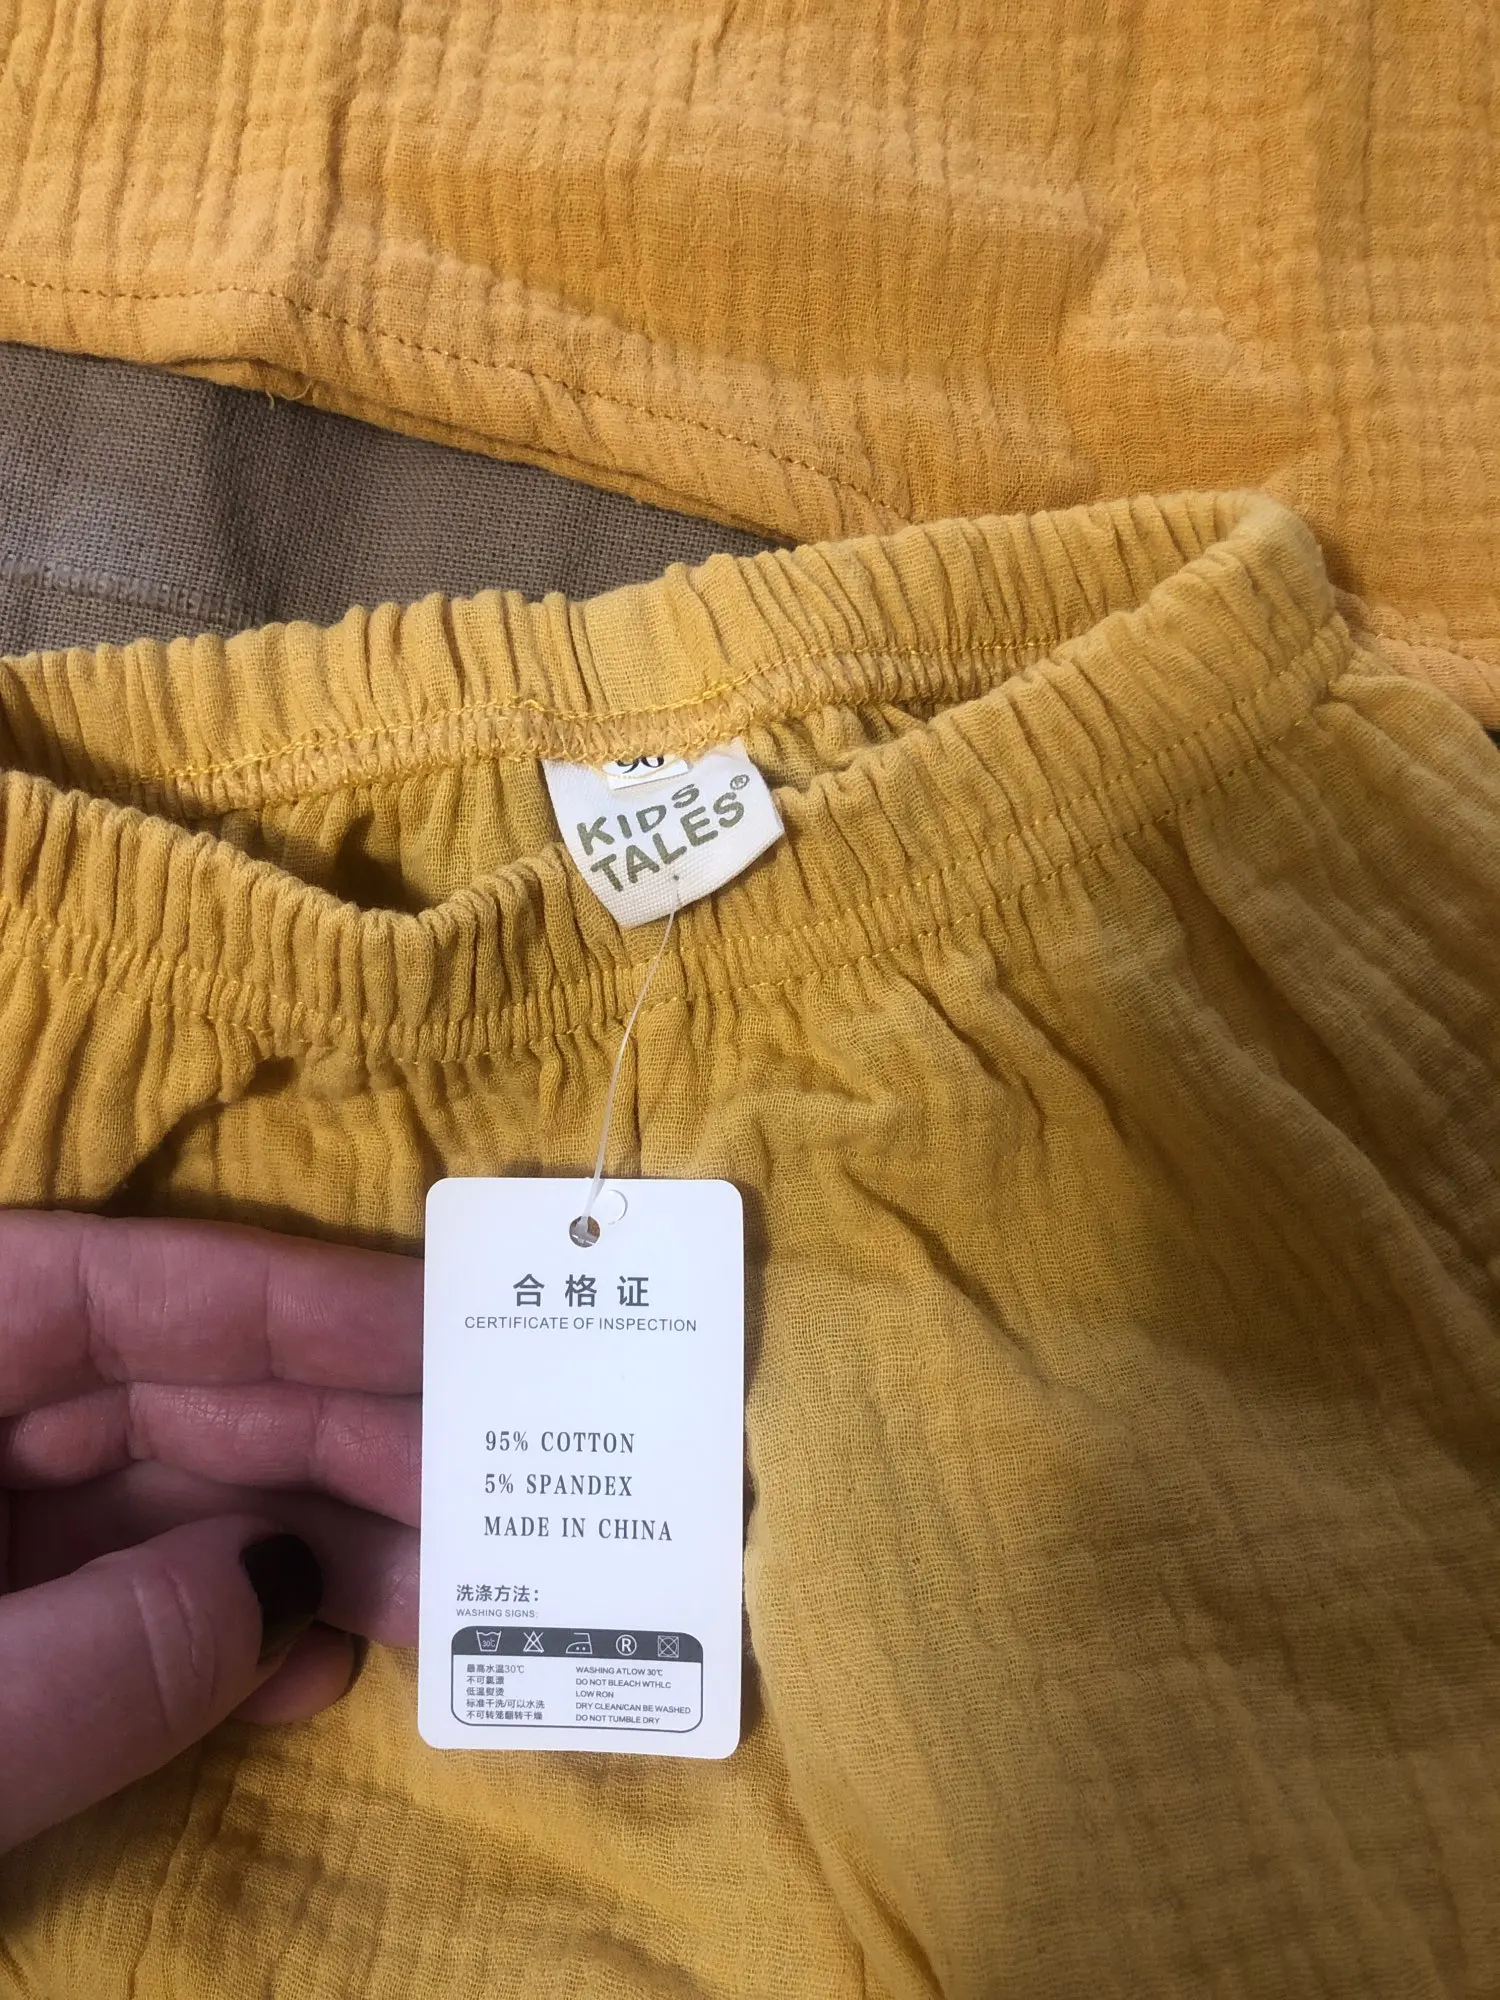 90
KIDS
TALES®
合格证
CERTIFICATE OF INSPECTION
95% COTTON
5% SPANDEX
MADE IN CHINA
洗涤方法:
WASHING SIGNS:
30℃ R
最高水温30℃ WASHING ATLOW 30℃
不可氯漂 DO NOT BLEACH WTHLC
低温熨烫 LOW RON
标准干洗/可以水洗 DRY CLEAN/CAN BE WASHED
不可转笼翻转干燥 DO NOT TUMBLE DRY